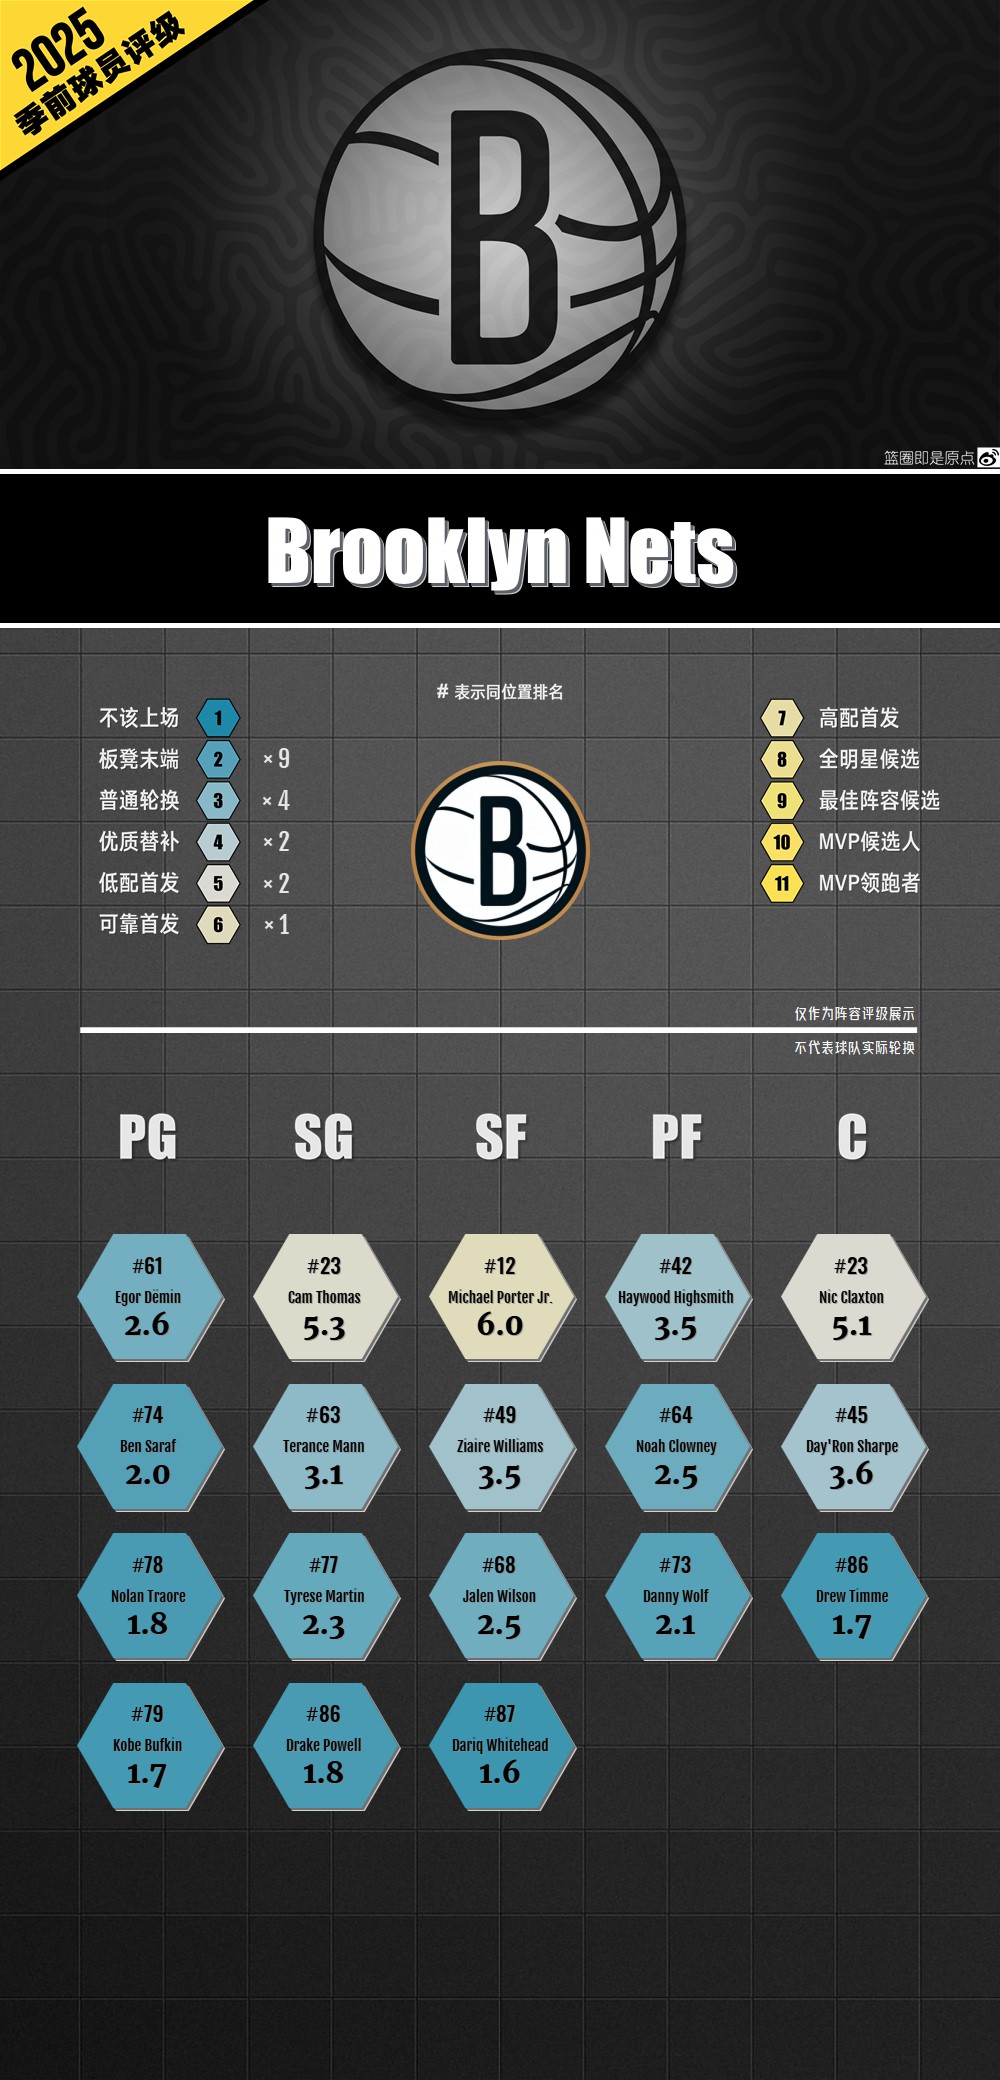 2025
季前球员评级
B
篮圈即是原点
Brooklyn Nets
# 表示同位置排名
不该上场 1
板凳末端 2 ×9
普通轮换 3 ×4
优质替补 4 ×2
低配首发 5 ×2
可靠首发 6 ×1
B
7 高配首发
8 全明星候选
9 最佳阵容候选
10 MVP候选人
11 MVP领跑者
仅作为阵容评级展示
不代表球队实际轮换
PG SG SF PF C
#61 #23 #12 #42 #23
Egor Dëmin Cam Thomas Michael Porter Jr. Haywood Highsmith Nic Claxton
2.6 5.3 6.0 3.5 5.1
#74 #63 #49 #64 #45
Ben Saraf Terance Mann Ziaire Williams Noah Clowney Day'Ron Sharpe
2.0 3.1 3.5 2.5 3.6
#78 #77 #68 #73 #86
Nolan Traore Tyrese Martin Jalen Wilson Danny Wolf Drew Timme
1.8 2.3 2.5 2.1 1.7
#79 #86 #87
Kobe Bufkin Drake Powell Dariq Whitehead
1.7 1.8 1.6